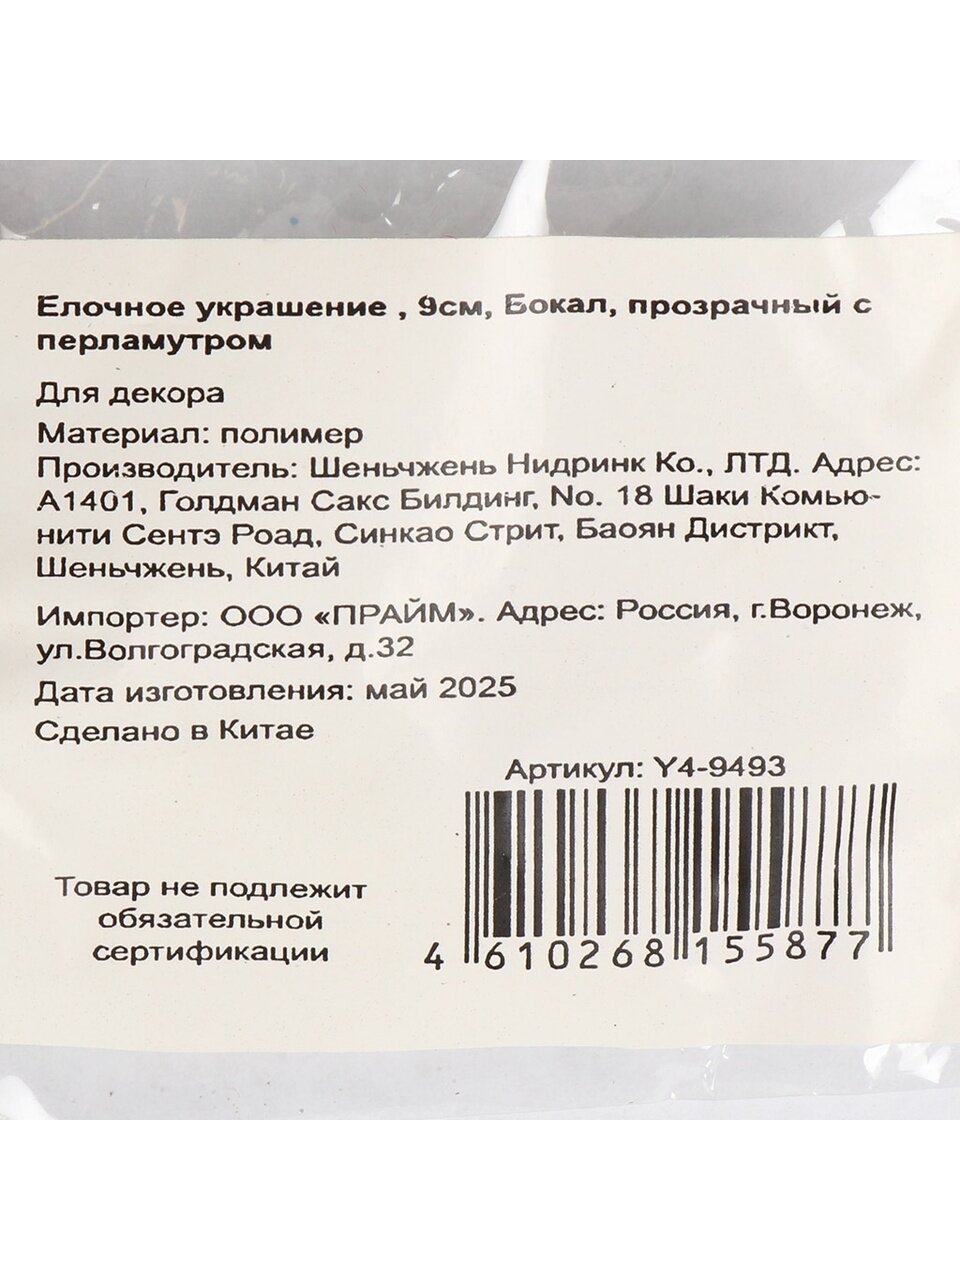 Елочное украшение , 9см, Бокал, прозрачный с
перламутром
Для декора
Материал: полимер
Производитель: Шеньчжень Нидринк Ко., ЛТД. Адрес:
А1401, Голдман Сакс Билдинг, No. 18 Шаки Комью-
нити Сентэ Роад, Синкао Стрит, Баоян Дистрикт,
Шеньчжень, Китай
Импортер: ООО «ПРАЙМ». Адрес: Россия, г.Воронеж,
ул.Волгоградская, д.32
Дата изготовления: май 2025
Сделано в Китае
Артикул: Y4-9493
Товар не подлежит
обязательной
сертификации
4 610268 155877